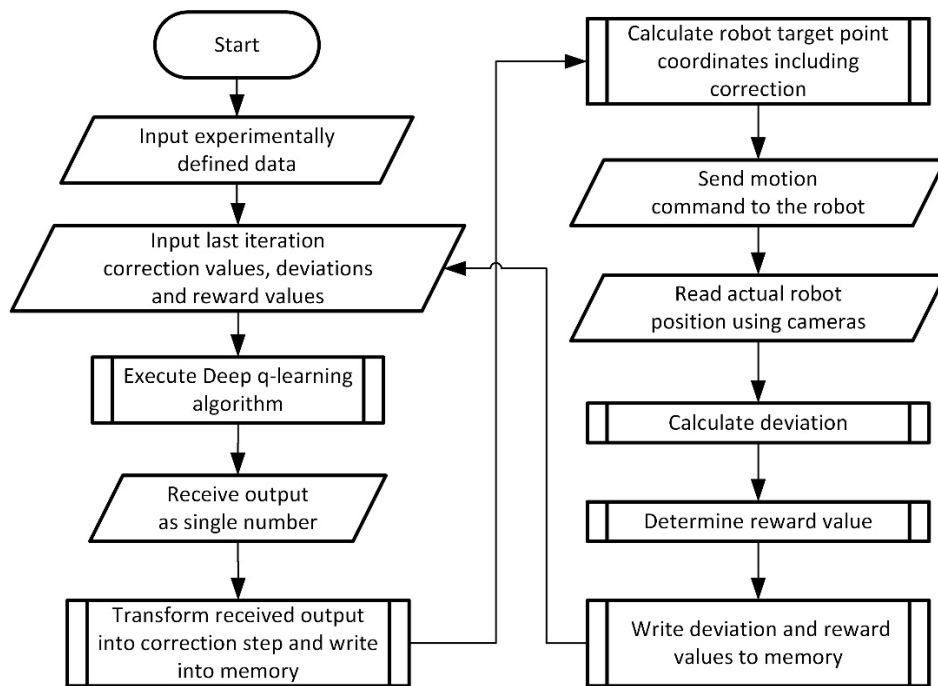 Start
Input experimentally
defined data
Input last iteration
correction values, deviations
and reward values
Execute Deep q-learning
algorithm
Receive output
as single number
Transform received output
into correction step and write
into memory
Calculate robot target point
coordinates including
correction
Send motion
command to the robot
Read actual robot
position using cameras
Calculate deviation
Determine reward value
Write deviation and reward
values to memory